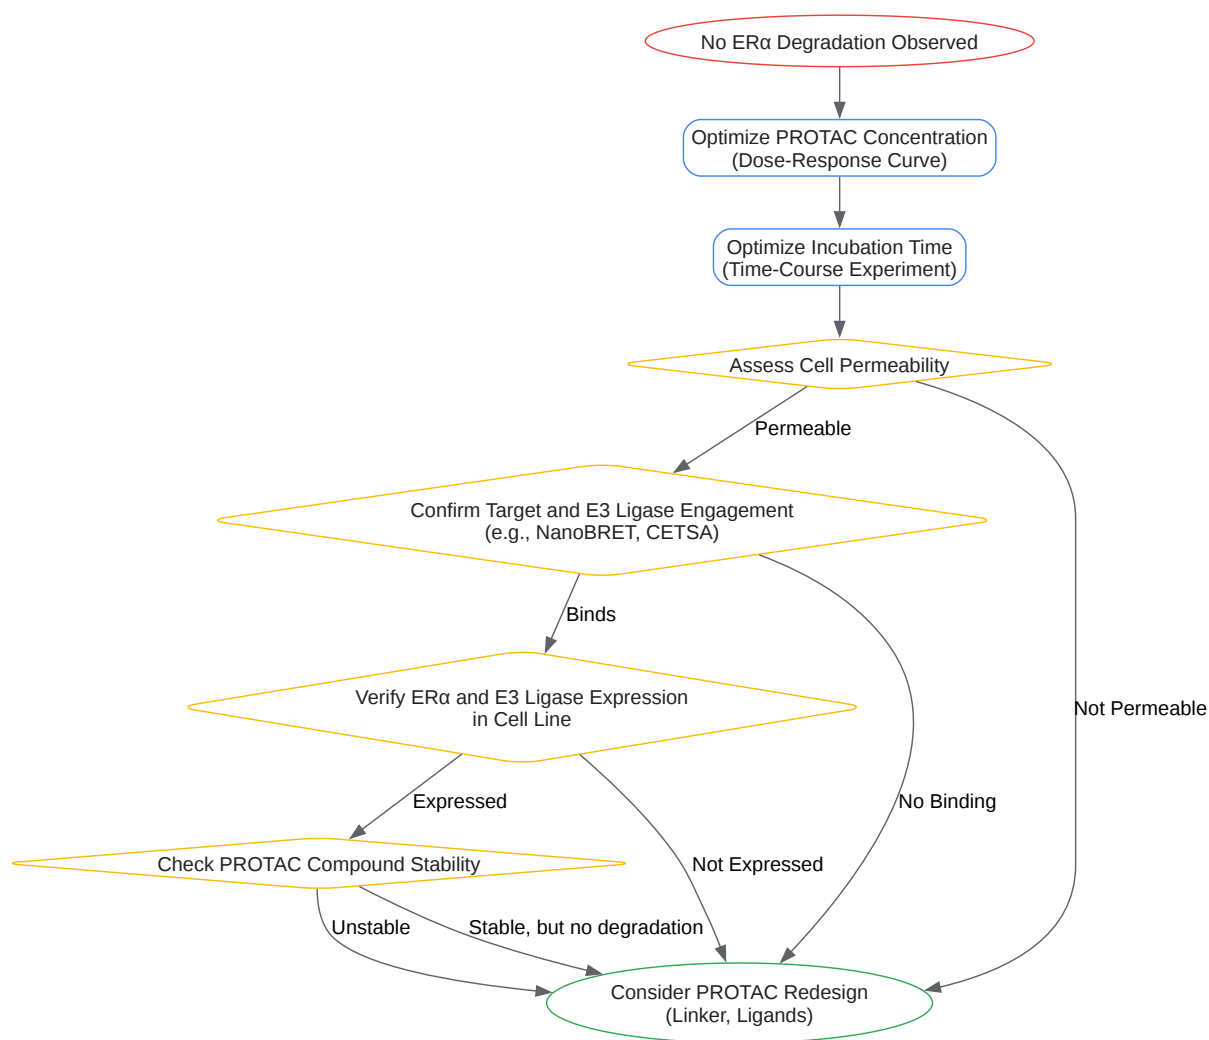 No ERα Degradation Observed
Optimize PROTAC Concentration
(Dose-Response Curve)
Optimize Incubation Time
(Time-Course Experiment)
Assess Cell Permeability
Permeable
Confirm Target and E3 Ligase Engagement
(e.g., NanoBRET, CETSA)
Binds
Verify ERα and E3 Ligase Expression
in Cell Line
Not Permeable
Expressed
No Binding
Check PROTAC Compound Stability
Not Expressed
Unstable
Stable, but no degradation
Consider PROTAC Redesign
(Linker, Ligands)